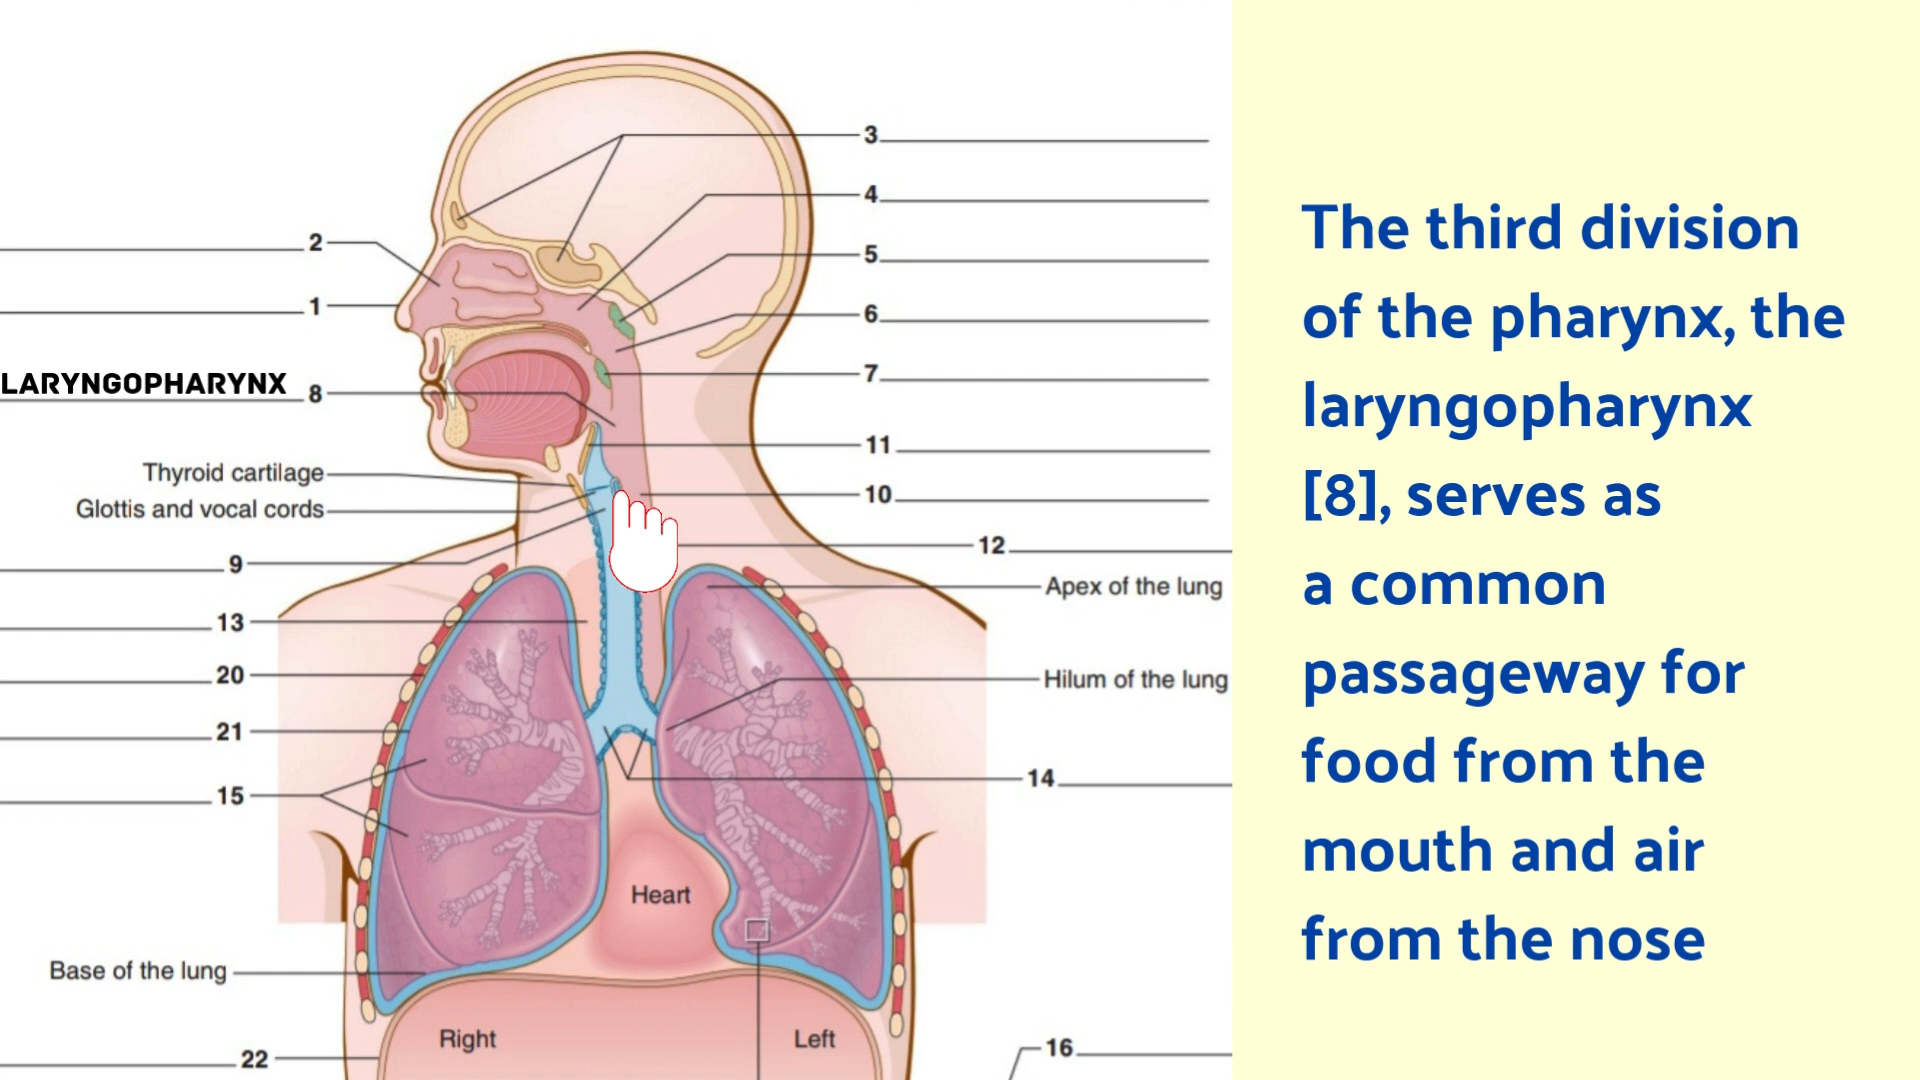 3
4
2
5
1
6
7
LARYNGOPHARYNX 8
11
Thyroid cartilage
10
Glottis and vocal cords
12
9
Apex of the lung
13
20
Hilum of the lung
21
14
15
Heart
Base of the lung
Right
Left
16
22
The third division
of the pharynx, the
laryngopharynx
[8], serves as
a common
passageway for
food from the
mouth and air
from the nose